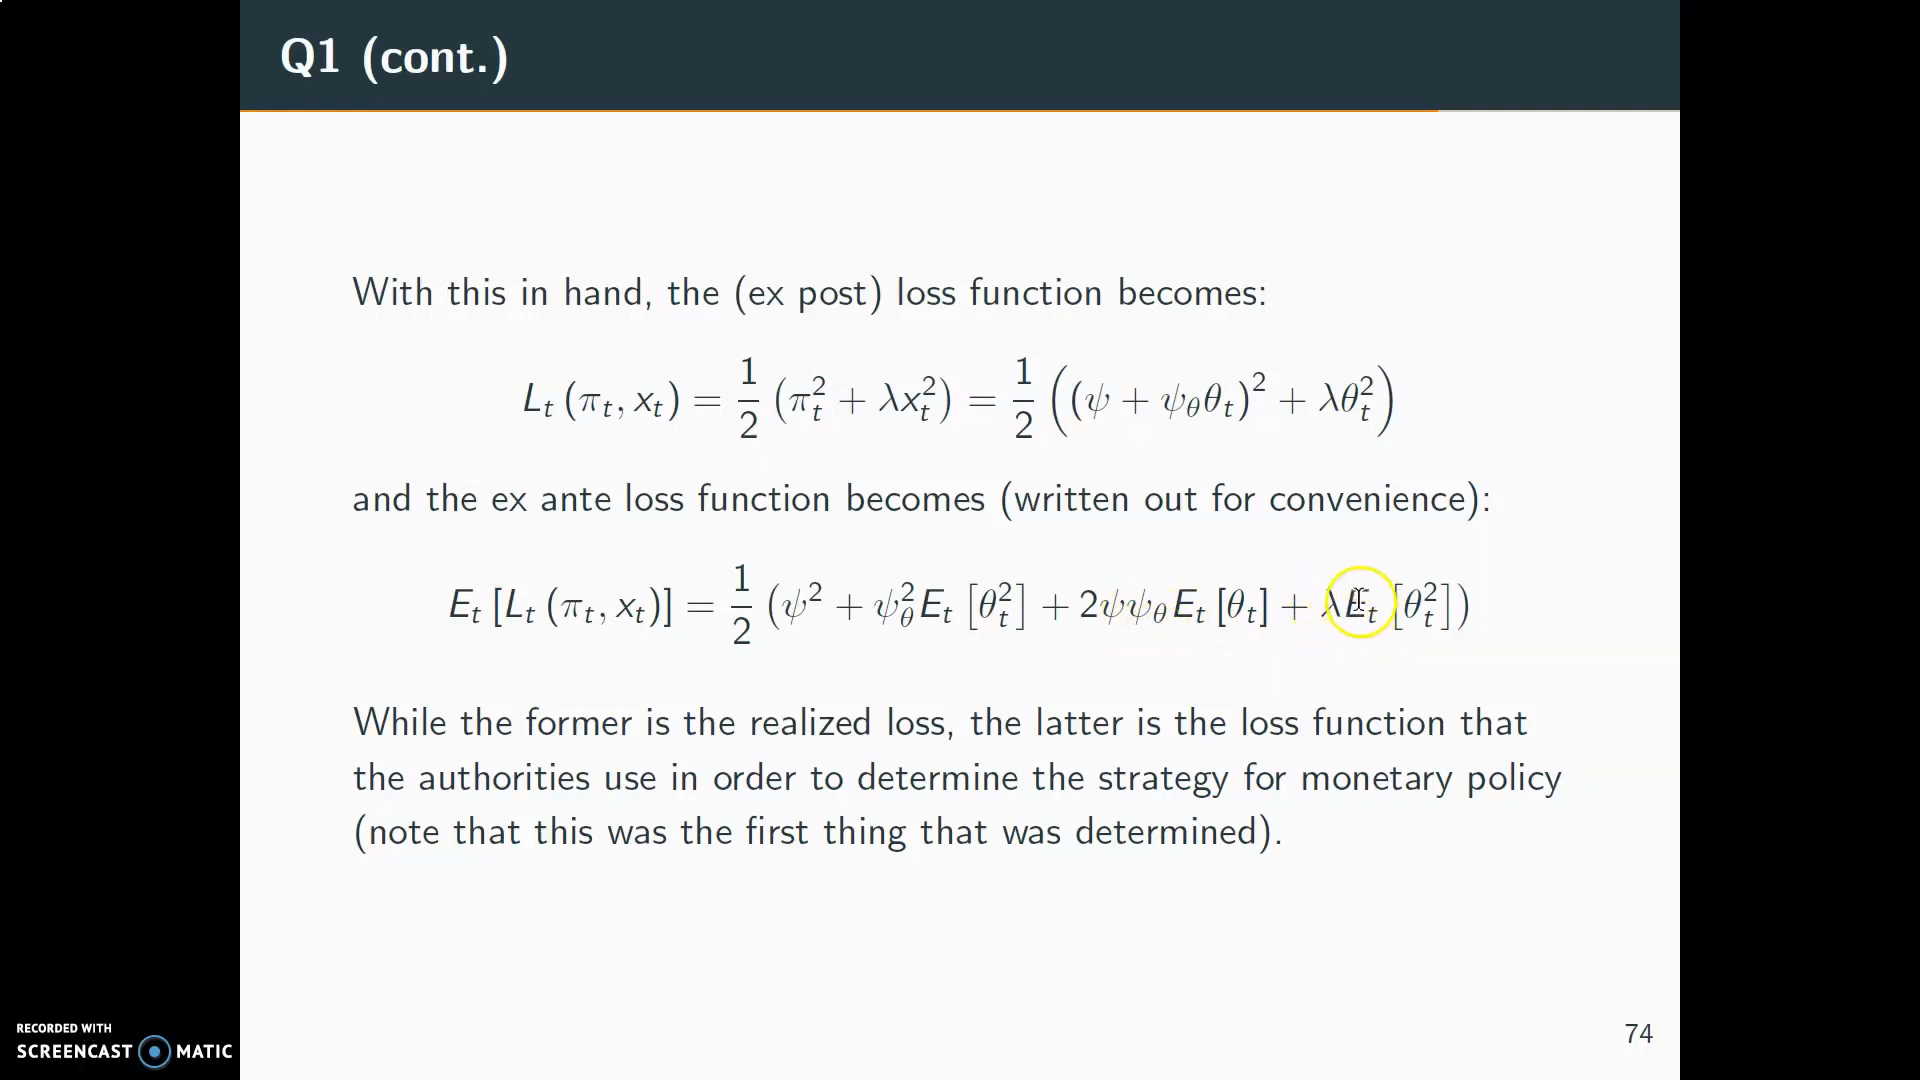 Q1 (cont.)
With this in hand, the (ex post) loss function becomes:
L_t (π_t, x_t) = 1/2 (π_t^2 + λx_t^2) = 1/2 ((ψ + ψ_θθ_t)^2 + λθ_t^2)
and the ex ante loss function becomes (written out for convenience):
E_t [L_t (π_t, x_t)] = 1/2 (ψ^2 + ψ_θ^2 E_t [θ_t^2] + 2ψψ_θ E_t [θ_t] + λE_t [θ_t^2])
While the former is the realized loss, the latter is the loss function that
the authorities use in order to determine the strategy for monetary policy
(note that this was the first thing that was determined).
74
RECORDED WITH
SCREENCAST MATIC